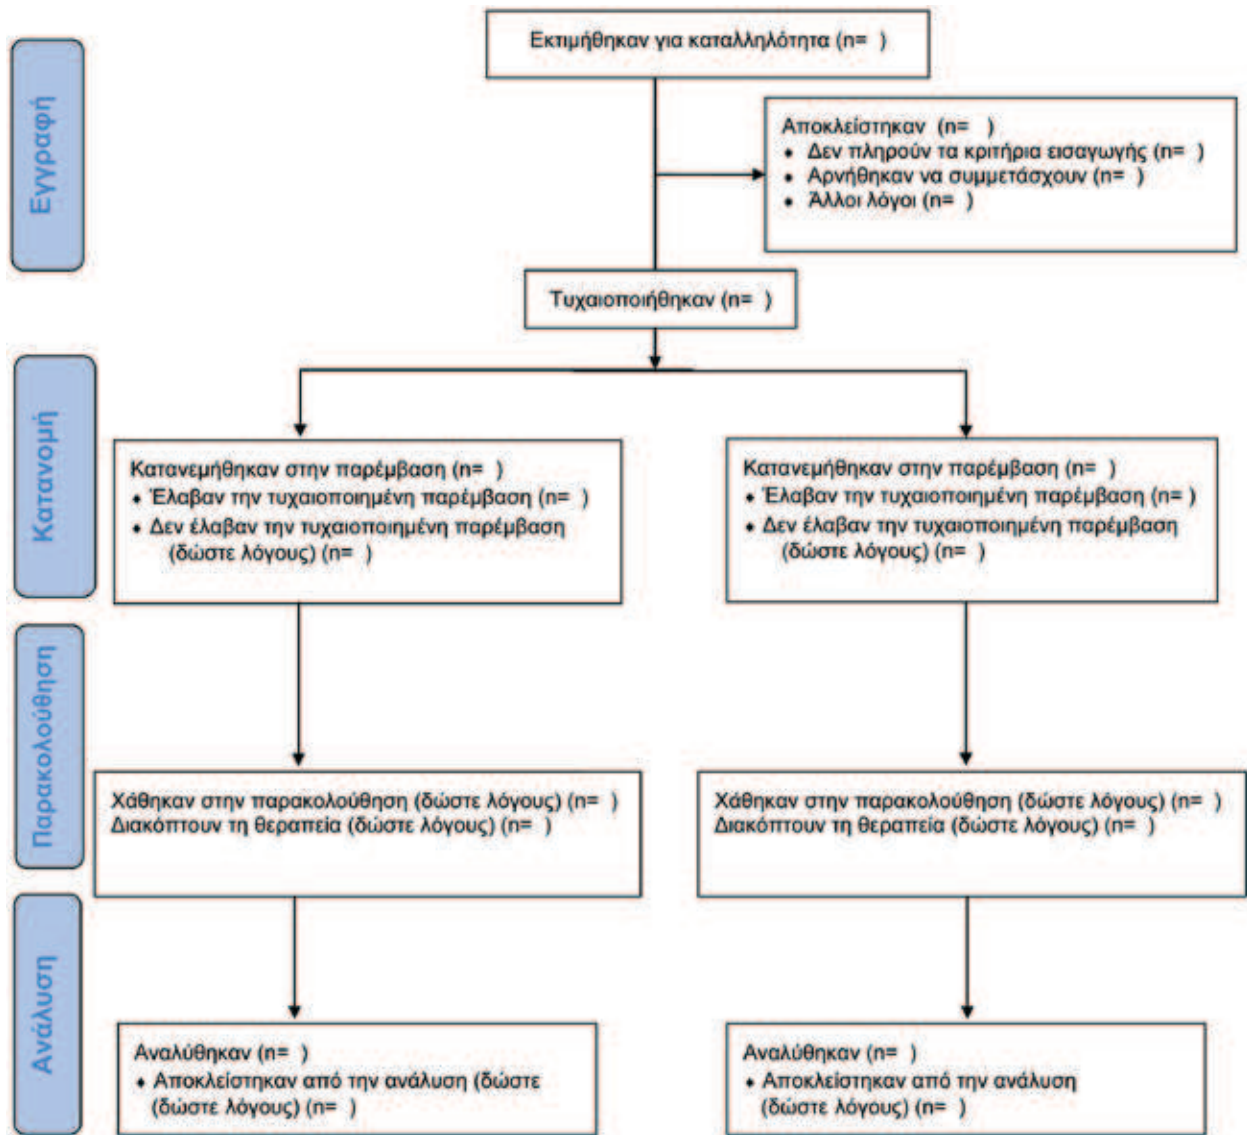 Εγγραφή
Εκτιμήθηκαν για καταλληλότητα (n= )
Αποκλείστηκαν (n= )
• Δεν πληρούν τα κριτήρια εισαγωγής (n= )
• Αρνήθηκαν να συμμετάσχουν (n= )
• Άλλοι λόγοι (n= )
Τυχαιοποιήθηκαν (n= )
Κατανομή
Κατανεμήθηκαν στην παρέμβαση (n= )
• Έλαβαν την τυχαιοποιημένη παρέμβαση (n= )
• Δεν έλαβαν την τυχαιοποιημένη παρέμβαση
(δώστε λόγους) (n= )
Κατανεμήθηκαν στην παρέμβαση (n= )
• Έλαβαν την τυχαιοποιημένη παρέμβαση (n= )
• Δεν έλαβαν την τυχαιοποιημένη παρέμβαση
(δώστε λόγους) (n= )
Παρακολούθηση
Χάθηκαν στην παρακολούθηση (δώστε λόγους) (n= )
Διακόπτουν τη θεραπεία (δώστε λόγους) (n= )
Χάθηκαν στην παρακολούθηση (δώστε λόγους) (n= )
Διακόπτουν τη θεραπεία (δώστε λόγους) (n= )
Ανάλυση
Αναλύθηκαν (n= )
• Αποκλείστηκαν από την ανάλυση (δώστε
(δώστε λόγους) (n= )
Αναλύθηκαν (n= )
• Αποκλείστηκαν από την ανάλυση
(δώστε λόγους) (n= )